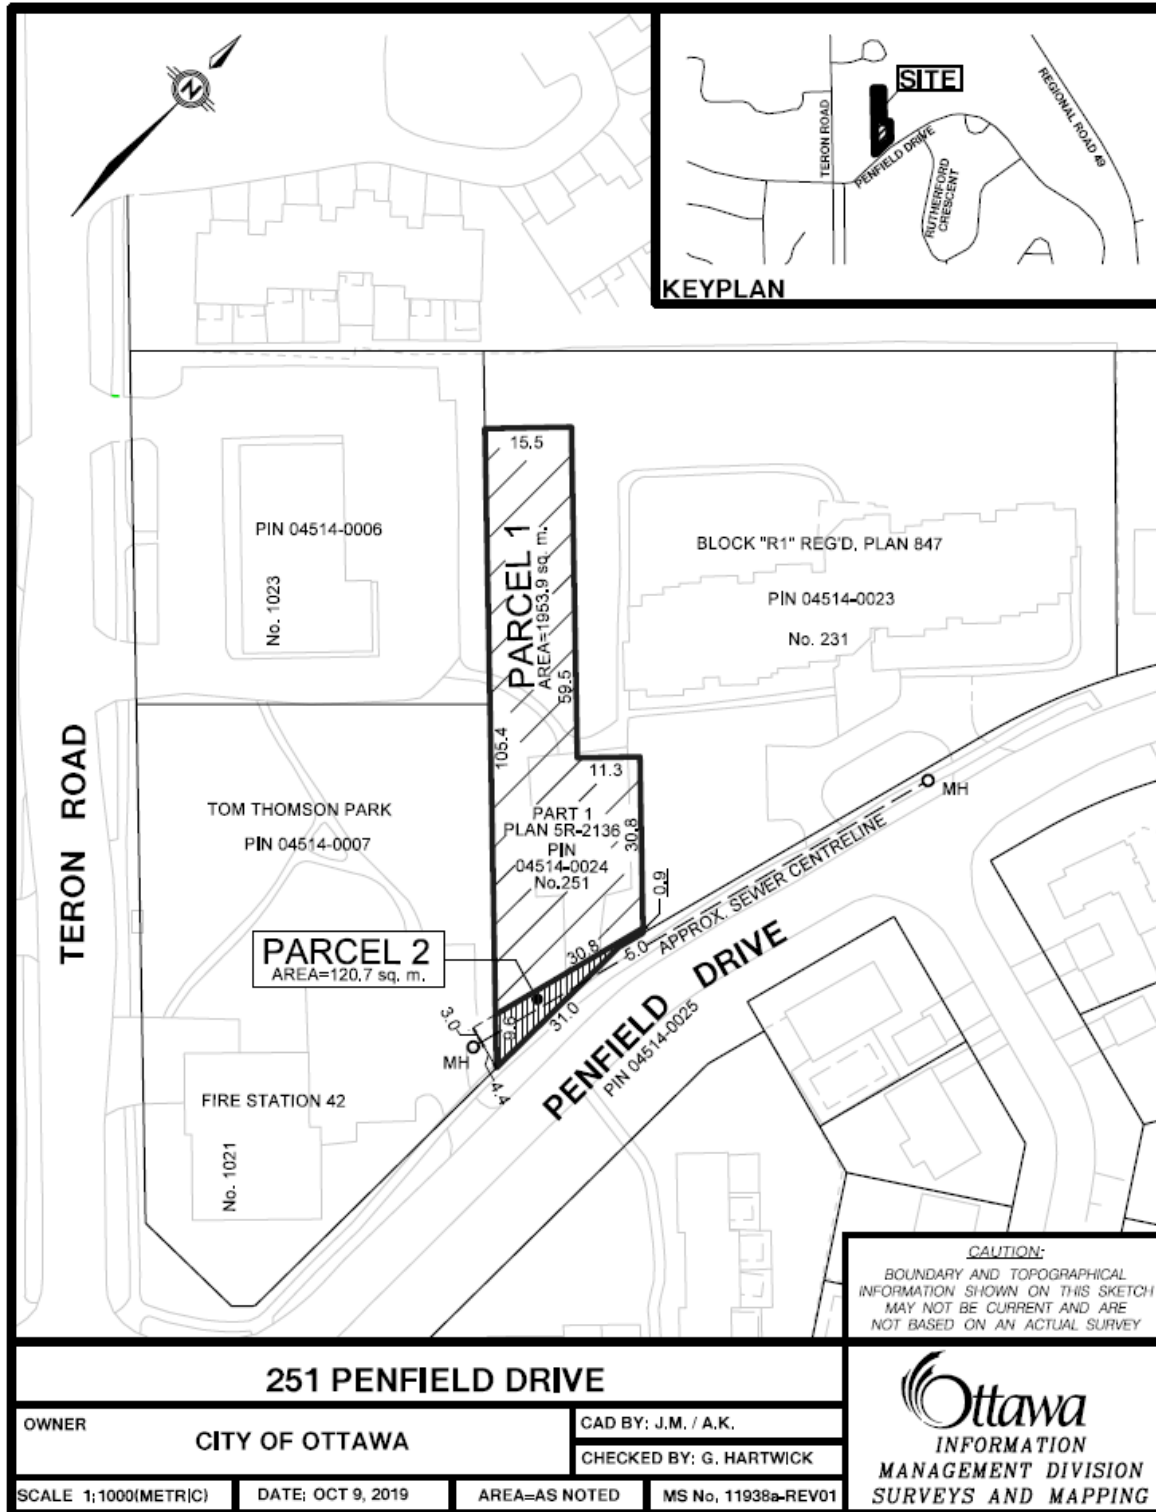 N
SITE
TERON ROAD
PENFIELD DRIVE
RUTHERFORD
CRESCENT
REGIONAL ROAD 49
KEYPLAN
15.5
PIN 04514-0006
No. 1023
PARCEL 1
AREA=1953.9 sq. m.
BLOCK "R1" REG'D. PLAN 847
PIN 04514-0023
No. 231
59.5
105.4
TERON ROAD
11.3
MH
TOM THOMSON PARK
PIN 04514-0007
PART 1
PLAN 5R-2136
PIN
04514-0024
No.251
30.8
0.9
APPROX. SEWER CENTRELINE
PARCEL 2
AREA=120.7 sq. m.
30.8
5.0
31.0
9.6
3.0
MH
4.4
PENFIELD DRIVE
PIN 04514-0025
FIRE STATION 42
No. 1021
CAUTION:
BOUNDARY AND TOPOGRAPHICAL
INFORMATION SHOWN ON THIS SKETCH
MAY NOT BE CURRENT AND ARE
NOT BASED ON AN ACTUAL SURVEY
251 PENFIELD DRIVE
OWNER
CITY OF OTTAWA
CAD BY: J.M. / A.K.
CHECKED BY: G. HARTWICK
SCALE 1:1000(METRIC)
DATE: OCT 9, 2019
AREA=AS NOTED
MS No. 11938a-REV01
Ottawa
INFORMATION
MANAGEMENT DIVISION
SURVEYS AND MAPPING